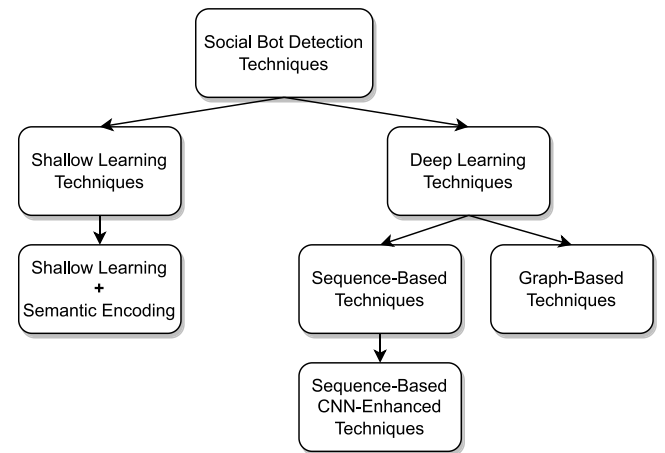 Social Bot Detection
Techniques
Shallow Learning
Techniques
Deep Learning
Techniques
Shallow Learning
+
Semantic Encoding
Sequence-Based
Techniques
Graph-Based
Techniques
Sequence-Based
CNN-Enhanced
Techniques